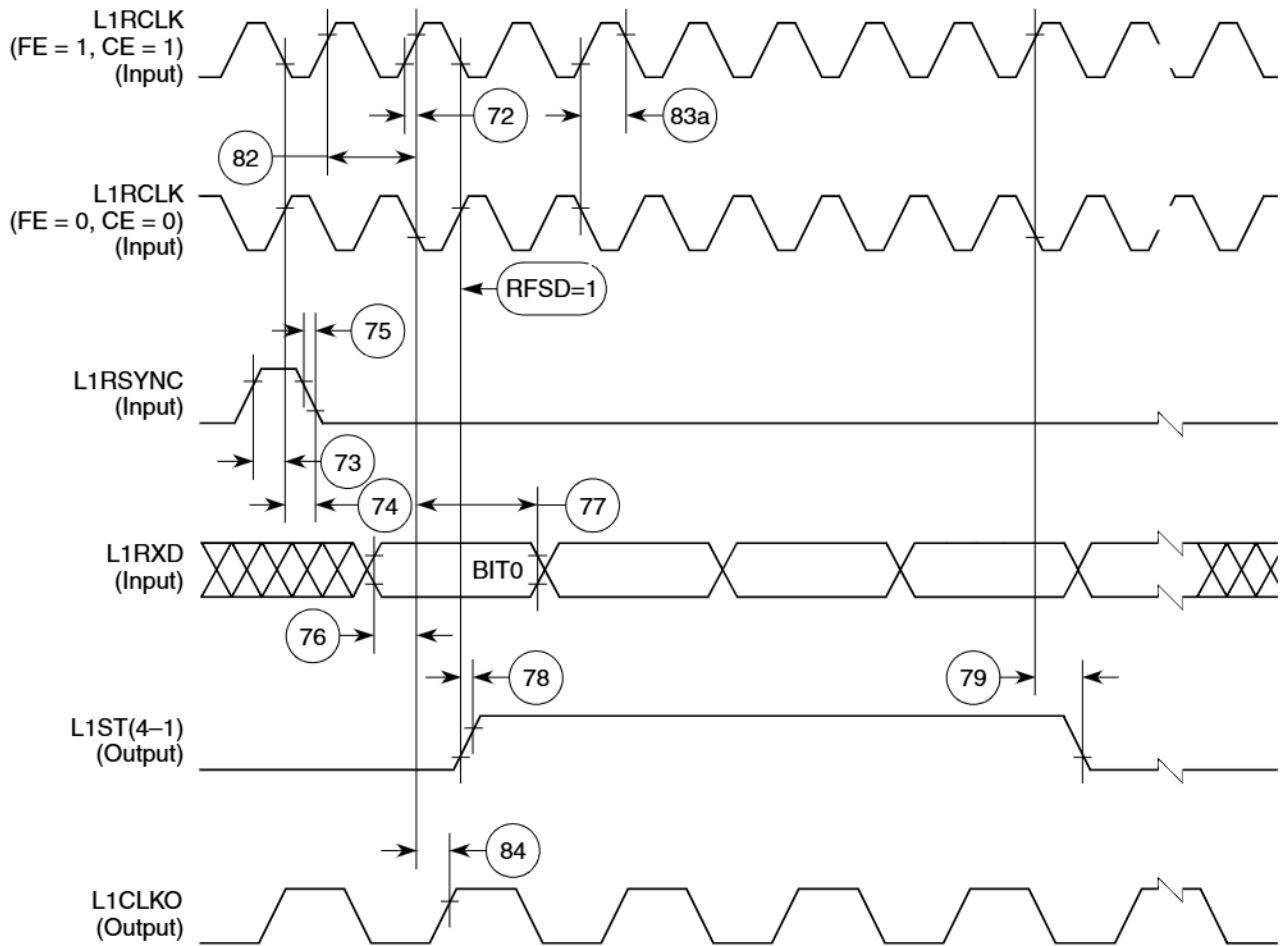 L1RCLK
(FE = 1, CE = 1)
(Input)
72
83a
82
L1RCLK
(FE = 0, CE = 0)
(Input)
RFSD=1
75
L1RSYNC
(Input)
73
74
77
L1RXD
(Input)
BIT0
76
78
79
L1ST(4–1)
(Output)
84
L1CLKO
(Output)